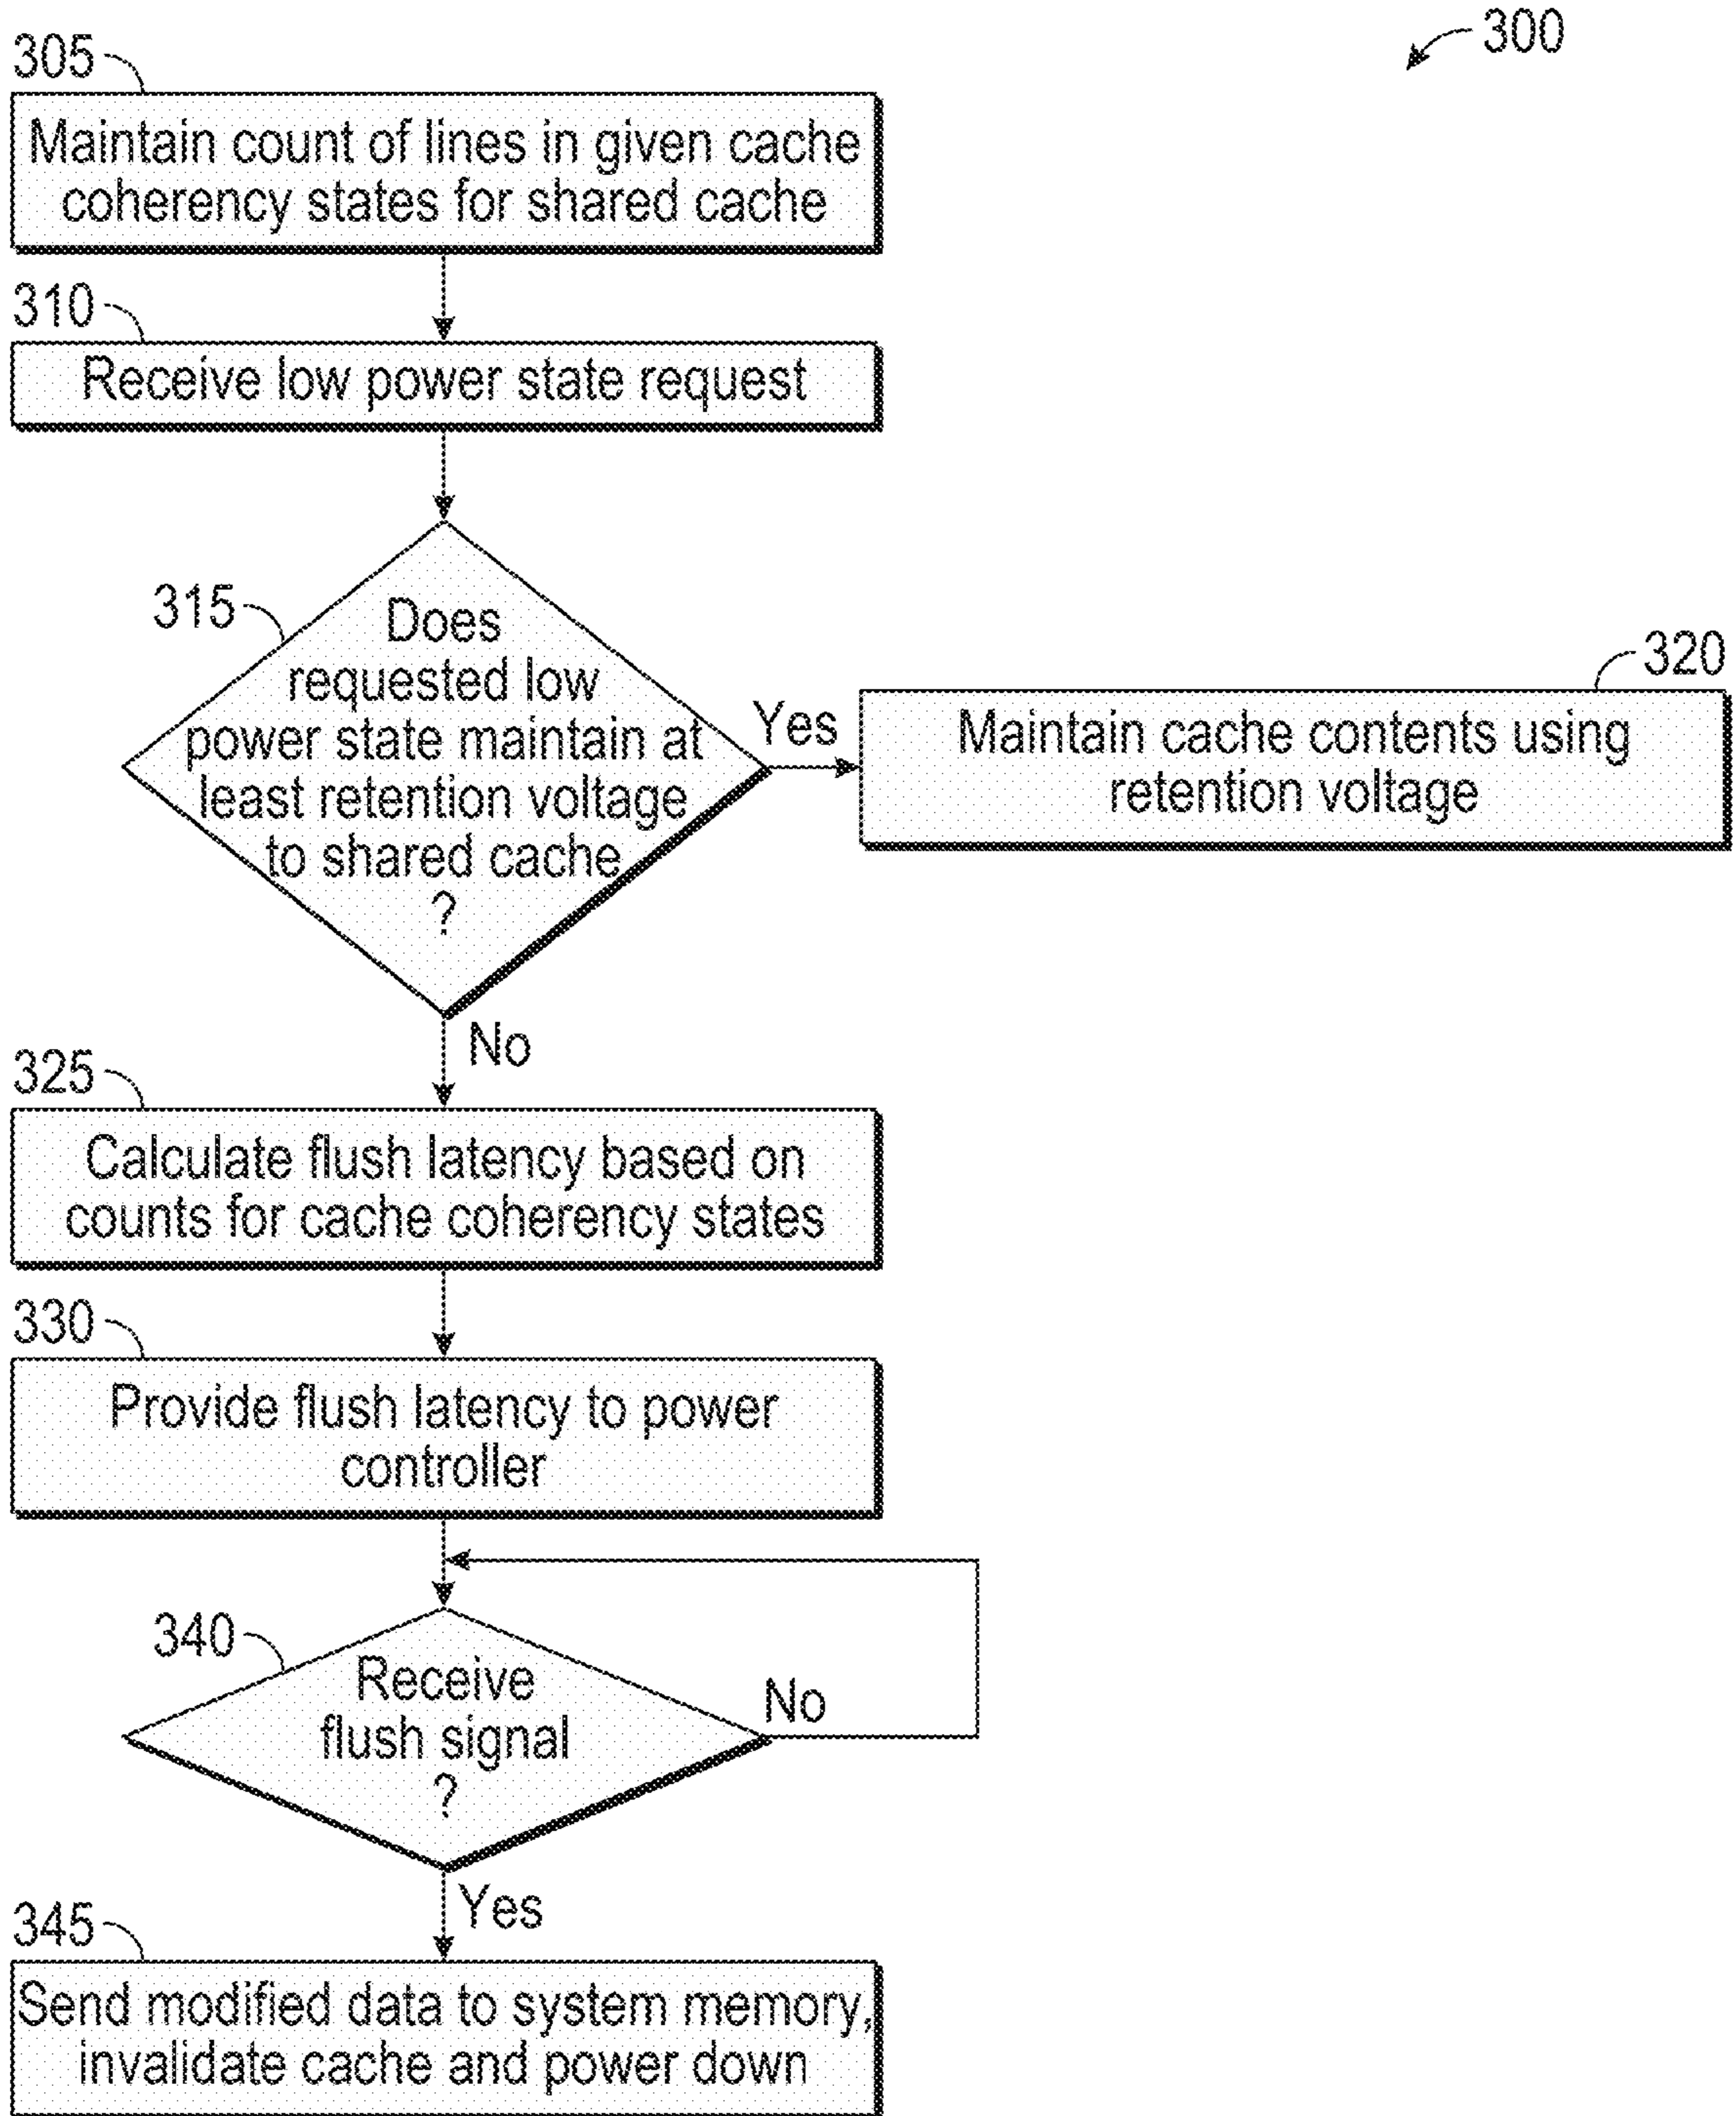 300
305
Maintain count of lines in given cache
coherency states for shared cache
310
Receive low power state request
315
Does
requested low
power state maintain at
least retention voltage
to shared cache
?
Yes
320
Maintain cache contents using
retention voltage
No
325
Calculate flush latency based on
counts for cache coherency states
330
Provide flush latency to power
controller
340
Receive
flush signal
?
No
Yes
345
Send modified data to system memory,
invalidate cache and power down